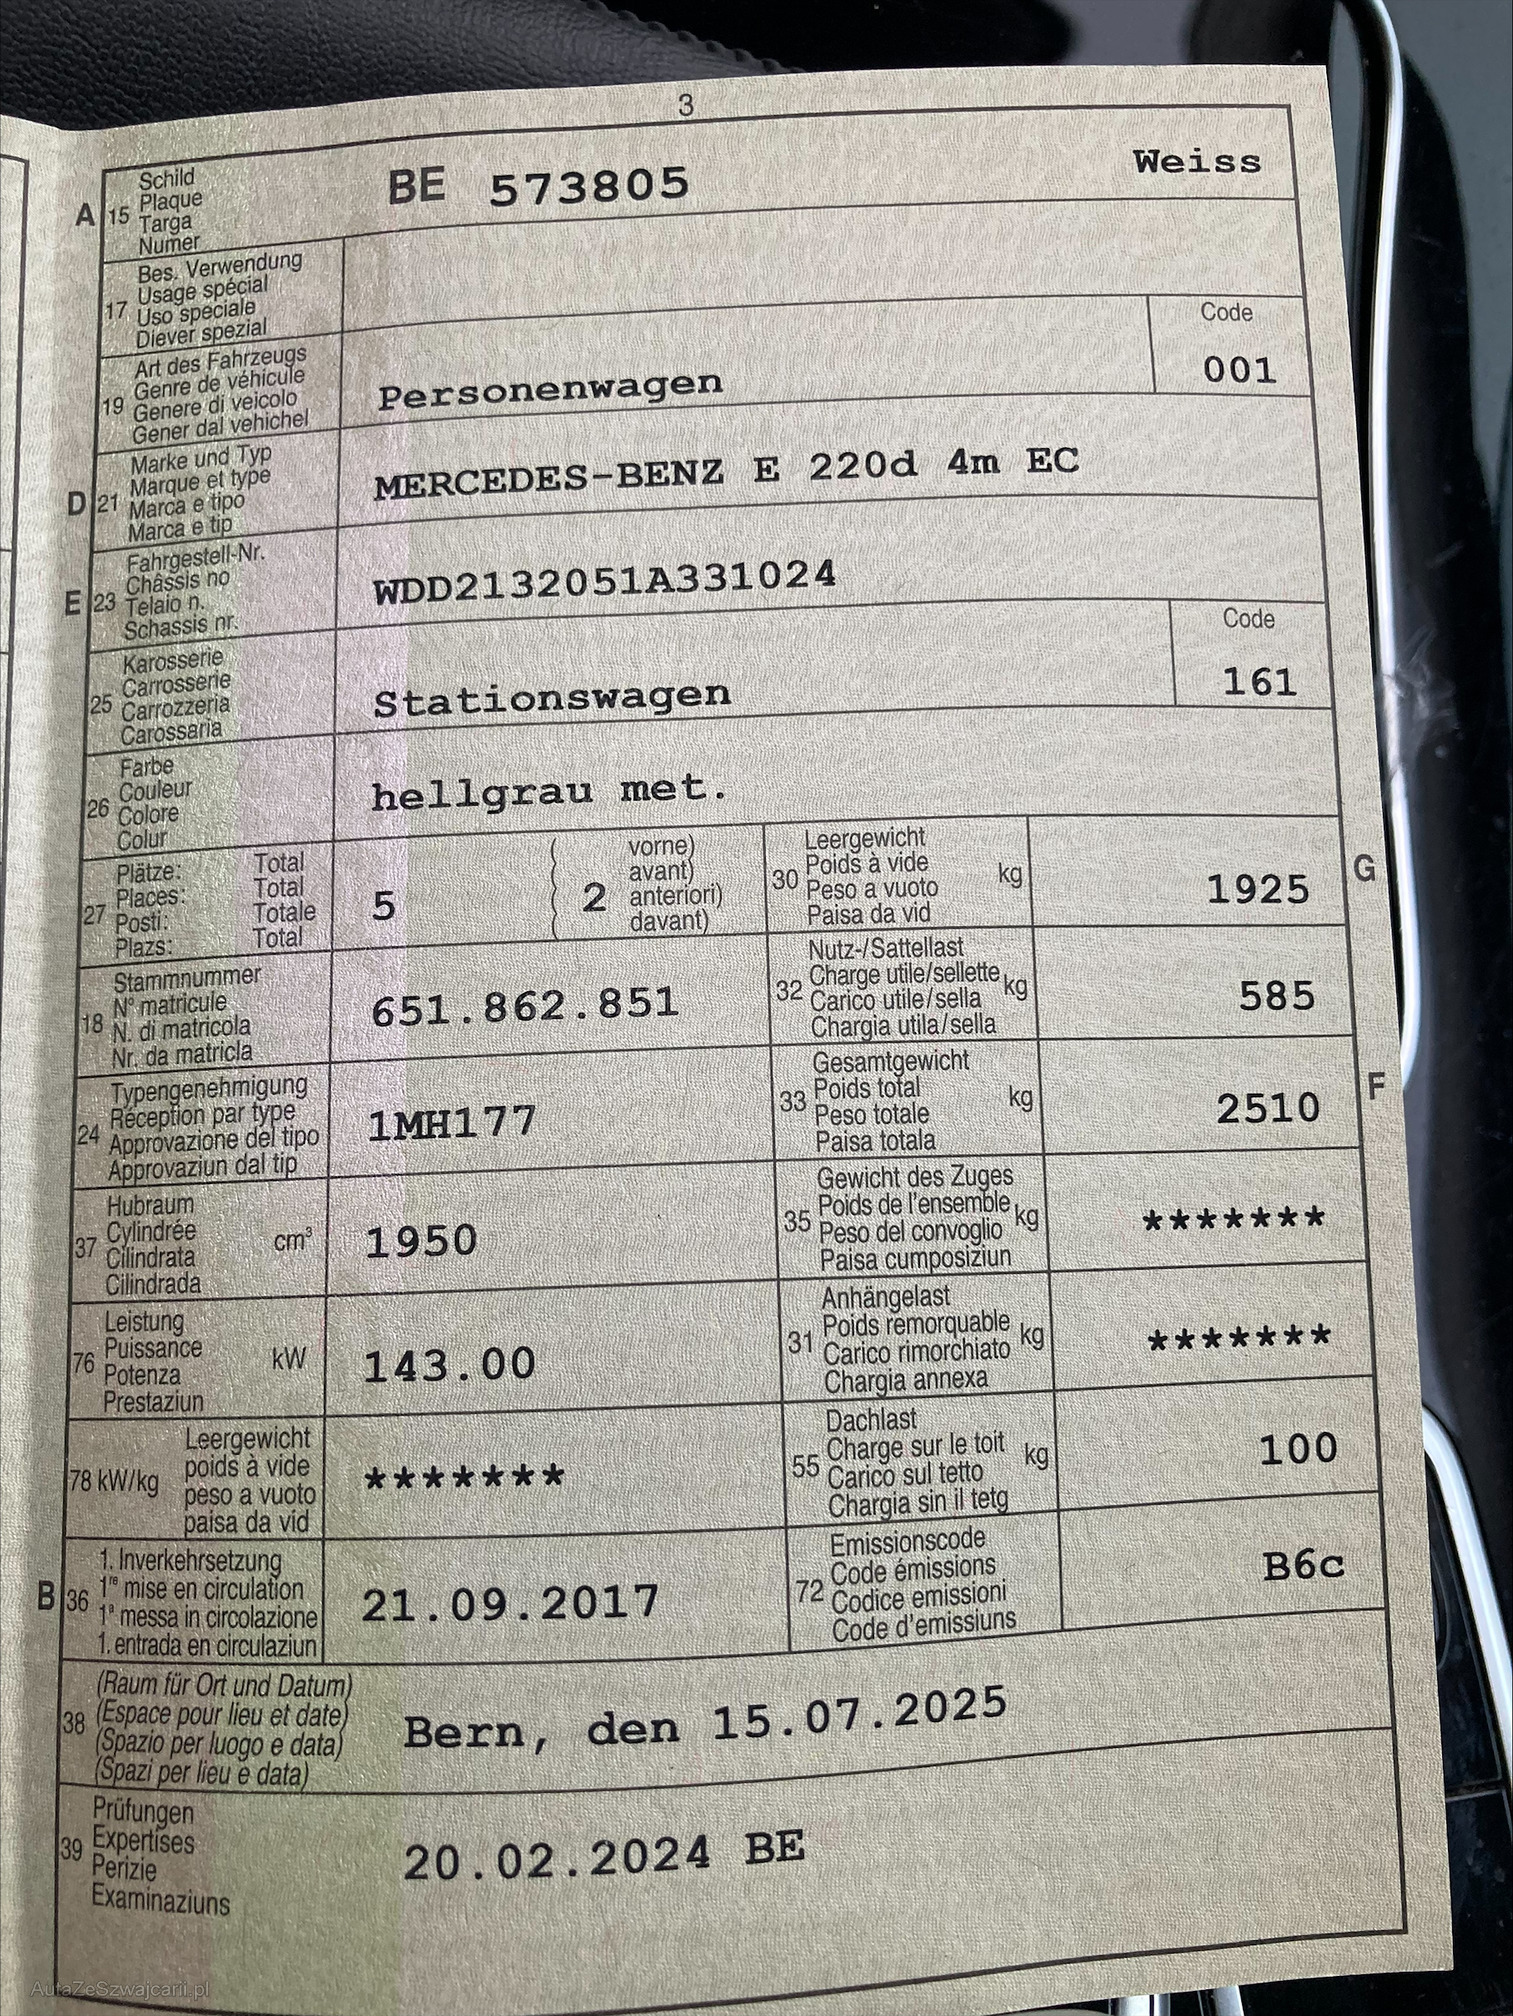 3
A 15 Schild
Plaque
Targa
Numer
BE 573805 Weiss
17 Bes. Verwendung
Usage spécial
Uso speciale
Diever spezial
19 Art des Fahrzeugs
Genre de véhicule
Genere di veicolo
Gener dal vehichel
Personenwagen
Code
001
D 21 Marke und Typ
Marque et type
Marca e tipo
Marca e tip
MERCEDES-BENZ E 220d 4m EC
E 23 Fahrgestell-Nr.
Châssis no
Telaio n.
Schassis nr.
WDD2132051A331024
25 Karosserie
Carrosserie
Carrozzeria
Carossaria
Stationswagen
Code
161
26 Farbe
Couleur
Colore
Colur
hellgrau met.
27 Plätze: Total
Places: Total
Posti: Totale
Plazs: Total
5
2
vorne)
avant)
anteriori)
davant)
30 Leergewicht
Poids à vide
Peso a vuoto
Paisa da vid
kg
1925
G
18 Stammnummer
N° matricule
N. di matricola
Nr. da matricla
651.862.851
32 Nutz-/Sattellast
Charge utile/sellette
Carico utile/sella
Chargia utila/sella
kg
585
24 Typengenehmigung
Réception par type
Approvazione del tipo
Approvaziun dal tip
1MH177
33 Gesamtgewicht
Poids total
Peso totale
Paisa totala
kg
2510
F
37 Hubraum
Cylindrée
Cilindrata
Cilindrada
cm³
1950
35 Gewicht des Zuges
Poids de l'ensemble
Peso del convoglio
Paisa cumposiziun
kg
*******
76 Leistung
Puissance
Potenza
Prestaziun
kW
143.00
31 Anhängelast
Poids remorquable
Carico rimorchiato
Chargia annexa
kg
*******
78 kW/kg Leergewicht
poids à vide
peso a vuoto
paisa da vid
*******
55 Dachlast
Charge sur le toit
Carico sul tetto
Chargia sin il tetg
kg
100
B 36 1. Inverkehrsetzung
1re mise en circulation
1a messa in circolazione
1. entrada en circulaziun
21.09.2017
72 Emissionscode
Code émissions
Codice emissioni
Code d'emissiuns
B6c
38 (Raum für Ort und Datum)
(Espace pour lieu et date)
(Spazio per luogo e data)
(Spazi per lieu e data)
Bern, den 15.07.2025
39 Prüfungen
Expertises
Perizie
Examinaziuns
20.02.2024 BE
AutaZeSzwajcarii.pl